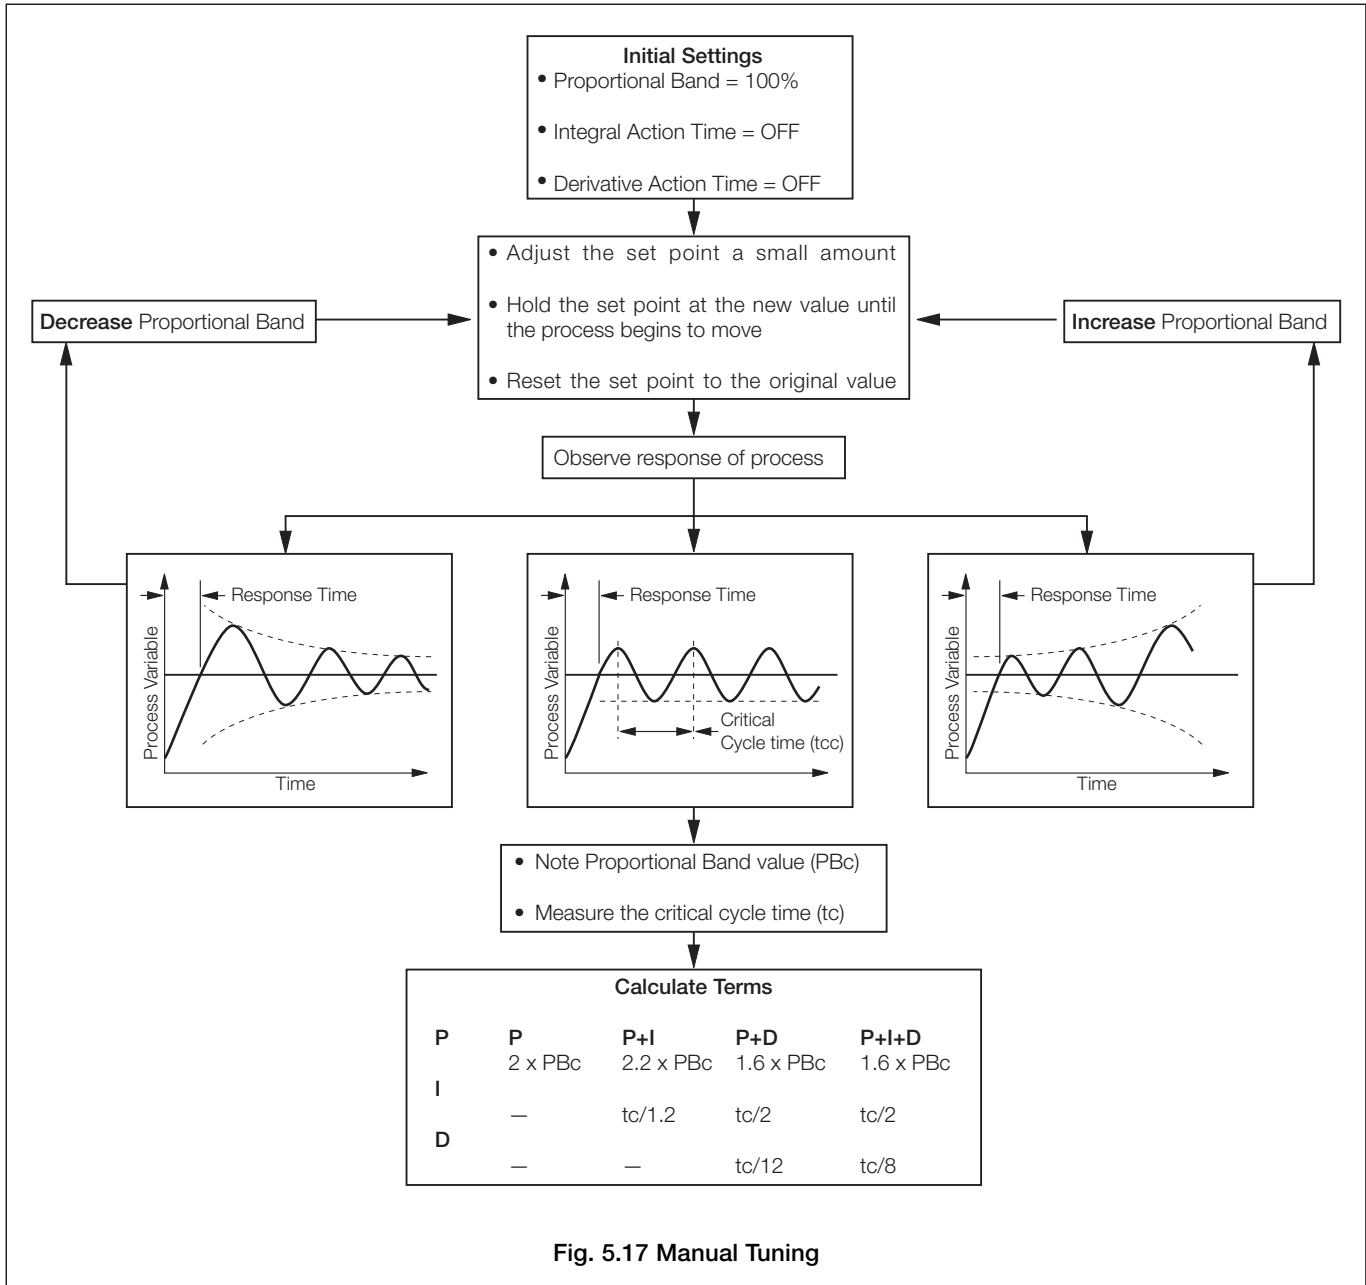 Initial Settings
• Proportional Band = 100%
• Integral Action Time = OFF
• Derivative Action Time = OFF
• Adjust the set point a small amount
• Hold the set point at the new value until
the process begins to move
• Reset the set point to the original value
Decrease Proportional Band
Increase Proportional Band
Observe response of process
Response Time
Process Variable
Time
Response Time
Process Variable
Critical
Cycle time (tcc)
Time
Response Time
Process Variable
Time
• Note Proportional Band value (PBc)
• Measure the critical cycle time (tc)
Calculate Terms
P P P+I P+D P+I+D
2 x PBc 2.2 x PBc 1.6 x PBc 1.6 x PBc
I
— tc/1.2 tc/2 tc/2
D
— — tc/12 tc/8
Fig. 5.17 Manual Tuning